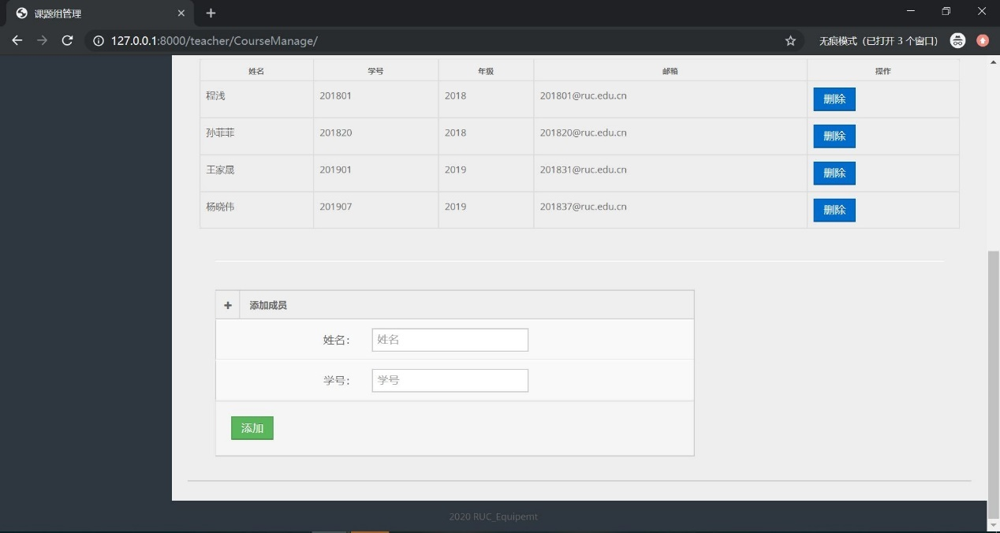 课题组管理
127.0.0.1:8000/teacher/CourseManage/
无痕模式（已打开 3 个窗口）
姓名 学号 年级 邮箱 操作
程浅 201801 2018 201801@ruc.edu.cn 删除
孙菲菲 201820 2018 201820@ruc.edu.cn 删除
王家晟 201901 2019 201831@ruc.edu.cn 删除
杨晓伟 201907 2019 201837@ruc.edu.cn 删除
添加成员
姓名： 姓名
学号： 学号
添加
2020 RUC_Equipemt